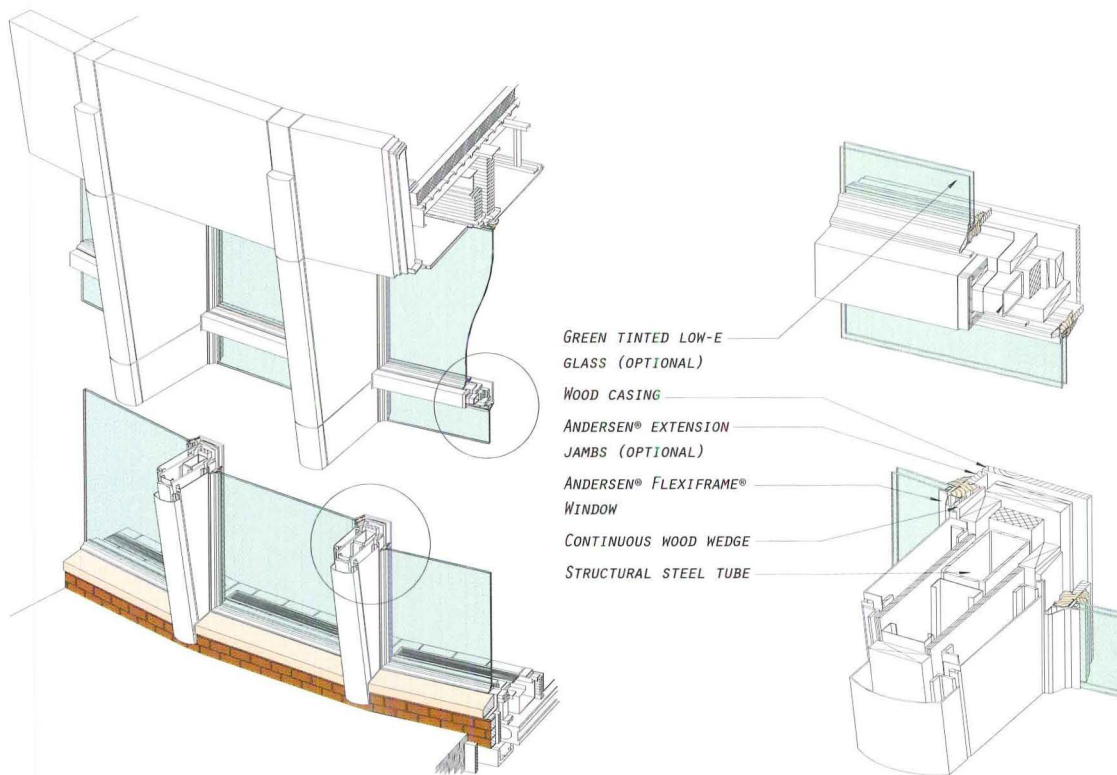 GREEN TINTED LOW-E
GLASS (OPTIONAL)
WOOD CASING
ANDERSEN® EXTENSION
JAMBS (OPTIONAL)
ANDERSEN® FLEXIFRAME®
WINDOW
CONTINUOUS WOOD WEDGE
STRUCTURAL STEEL TUBE